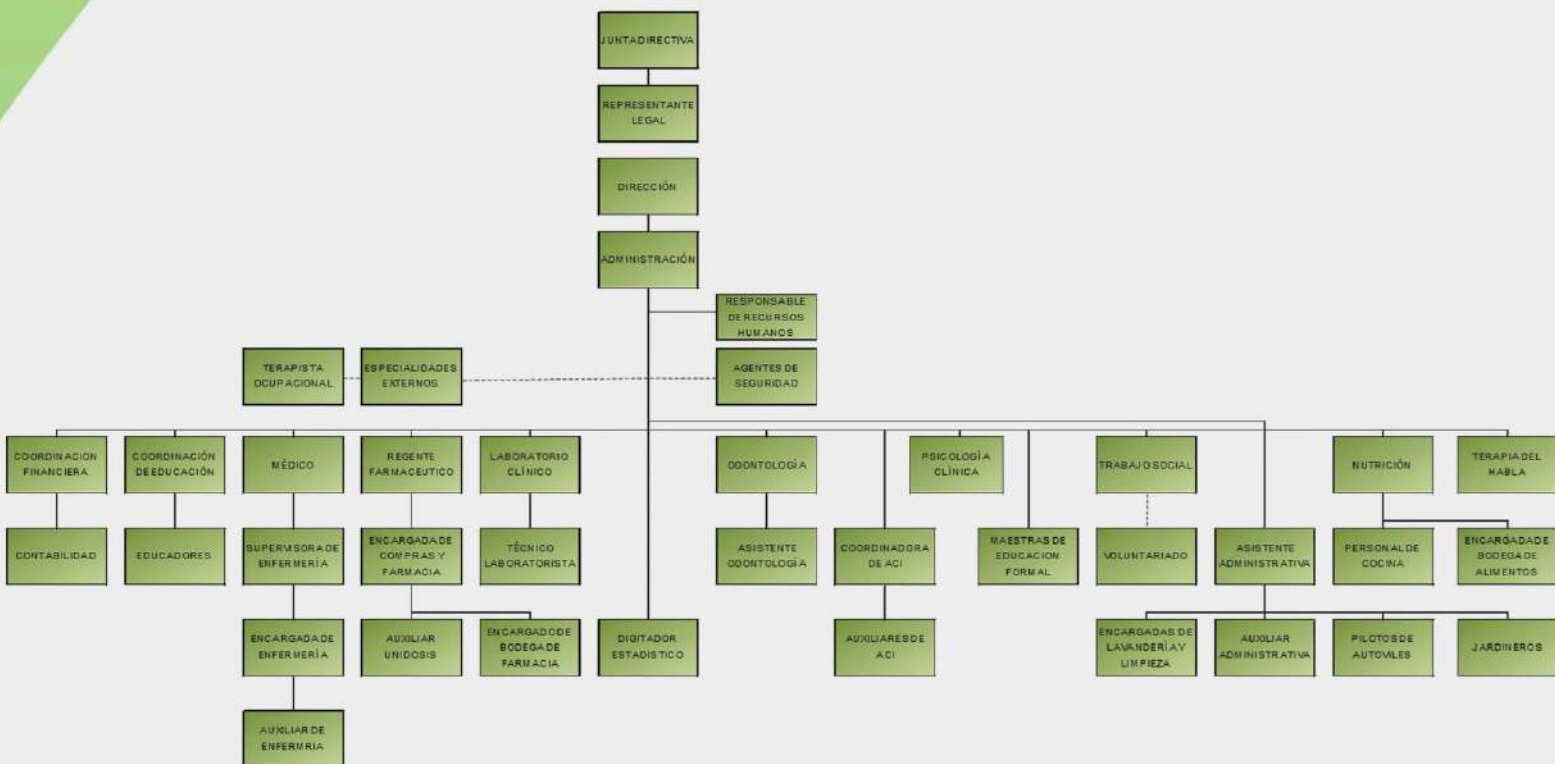 JUNTA DIRECTIVA
REPRESENTANTE
LEGAL
DIRECCIÓN
ADMINISTRACIÓN
RESPONSABLE
DE RECURSOS
HUMANOS
TERAPISTA
OCUPACIONAL
ESPECIALIDADES
EXTERNOS
AGENTES DE
SEGURIDAD
COORDINACION
FINANCIERA
COORDINACIÓN
DE EDUCACIÓN
MÉDICO
REGENTE
FARMACEUTICO
LABORATORIO
CLÍNICO
ODONTOLOGÍA
PSICOLOGÍA
CLÍNICA
TRABAJO SOCIAL
NUTRICIÓN
TERAPIA DEL
HABLA
CONTABILIDAD
EDUCADORES
SUPERVISORA DE
ENFERMERÍA
ENCARGADA DE
COMPRAS Y
FARMACIA
TÉCNICO
LABORATORISTA
ASISTENTE
ODONTOLOGÍA
COORDINADORA
DE ACI
MAESTRAS DE
EDUCACION
FORMAL
VOLUNTARIADO
ASISTENTE
ADMINISTRATIVA
PERSONAL DE
COCINA
ENCARGADA DE
BODEGA DE
ALIMENTOS
ENCARGADA DE
ENFERMERÍA
AUXILIAR
UNIDOSIS
ENCARGADO DE
BODEGA DE
FARMACIA
DIGITADOR
ESTADISTICO
AUXILIARES DE
ACI
ENCARGADAS DE
LAVANDERÍA Y
LIMPIEZA
AUXILIAR
ADMINISTRATIVA
PILOTOS DE
AUTOVILES
JARDINEROS
AUXILIAR DE
ENFERMRIA